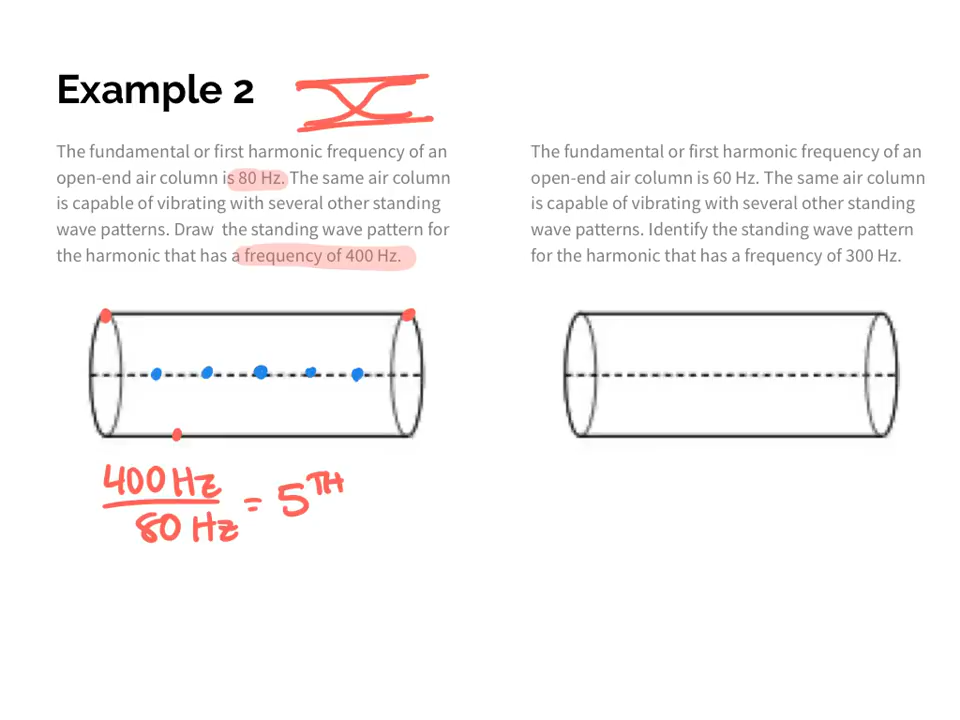 Example 2
The fundamental or first harmonic frequency of an
open-end air column is 80 Hz. The same air column
is capable of vibrating with several other standing
wave patterns. Draw the standing wave pattern for
the harmonic that has a frequency of 400 Hz.
400 Hz
80 Hz
= 5TH
The fundamental or first harmonic frequency of an
open-end air column is 60 Hz. The same air column
is capable of vibrating with several other standing
wave patterns. Identify the standing wave pattern
for the harmonic that has a frequency of 300 Hz.